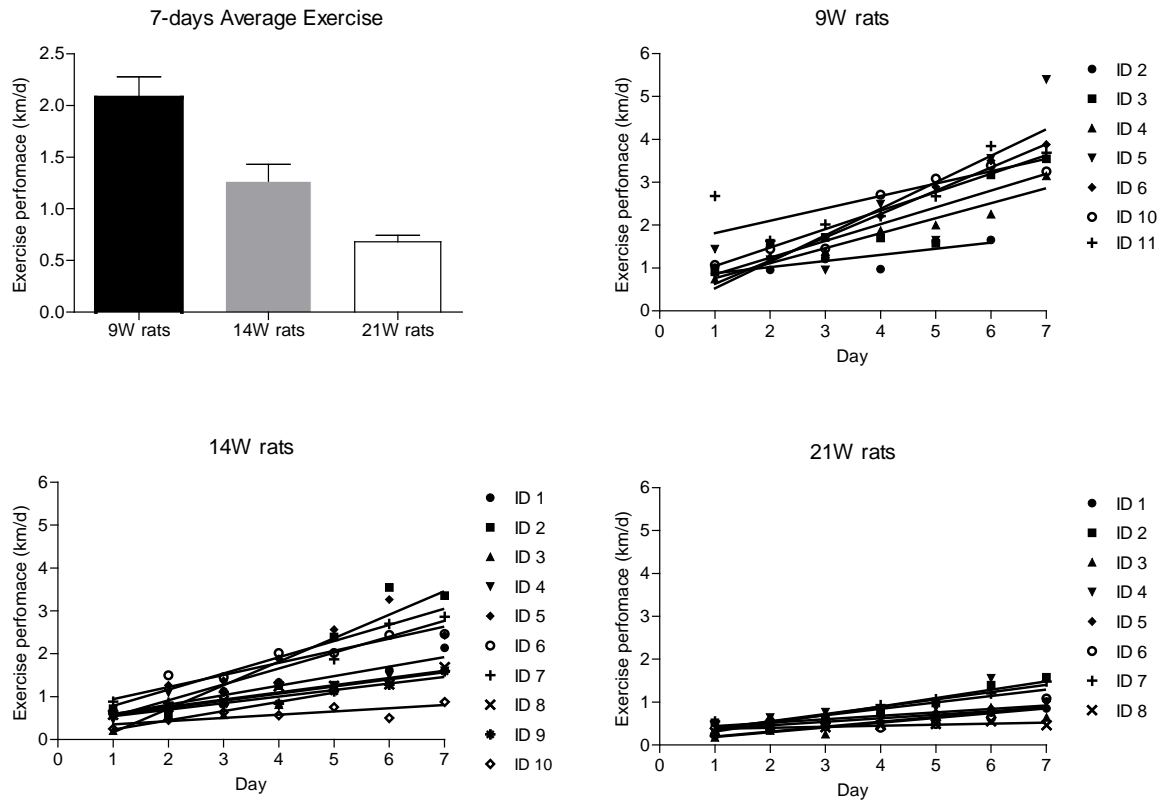 7-days Average Exercise
Exercise perfomace (km/d)
2.5
2.0
1.5
1.0
0.5
0.0
9W rats 14W rats 21W rats
9W rats
Exercise perfomace (km/d)
6
5
4
3
2
1
0
0 1 2 3 4 5 6 7
Day
ID 2
ID 3
ID 4
ID 5
ID 6
ID 10
ID 11
14W rats
Exercise perfomace (km/d)
6
5
4
3
2
1
0
0 1 2 3 4 5 6 7
Day
ID 1
ID 2
ID 3
ID 4
ID 5
ID 6
ID 7
ID 8
ID 9
ID 10
21W rats
Exercise perfomace (km/d)
6
5
4
3
2
1
0
0 1 2 3 4 5 6 7
Day
ID 1
ID 2
ID 3
ID 4
ID 5
ID 6
ID 7
ID 8